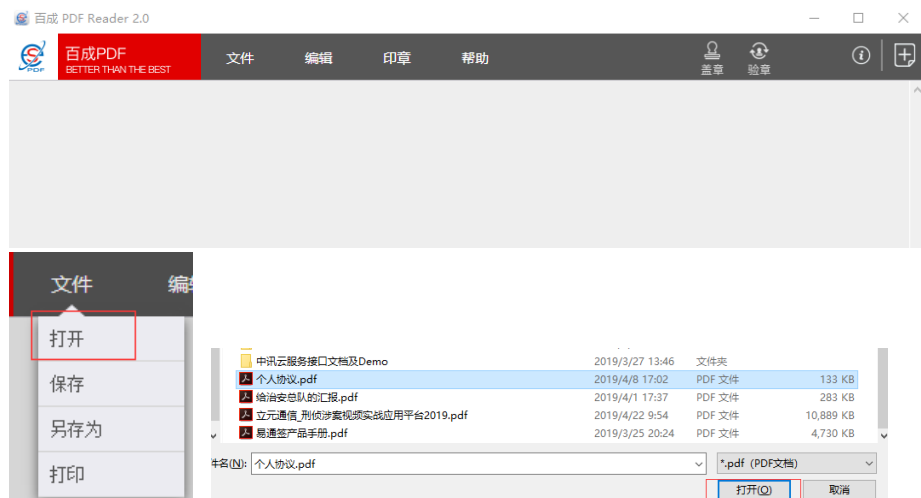 百成 PDF Reader 2.0
百成PDF
BETTER THAN THE BEST
文件 编辑 印章 帮助
盖章 验章
PDF
文件
打开
保存
另存为
打印
中讯云服务接口文档及Demo 2019/3/27 13:46 文件夹
个人协议.pdf 2019/4/8 17:02 PDF 文件 133 KB
给治安总队的汇报.pdf 2019/4/1 17:37 PDF 文件 283 KB
立元通信_刑侦涉案视频实战应用平台2019.pdf 2019/4/22 9:54 PDF 文件 10,889 KB
易通签产品手册.pdf 2019/3/25 20:24 PDF 文件 4,730 KB
件名(N): 个人协议.pdf *.pdf (PDF文档)
打开(O) 取消